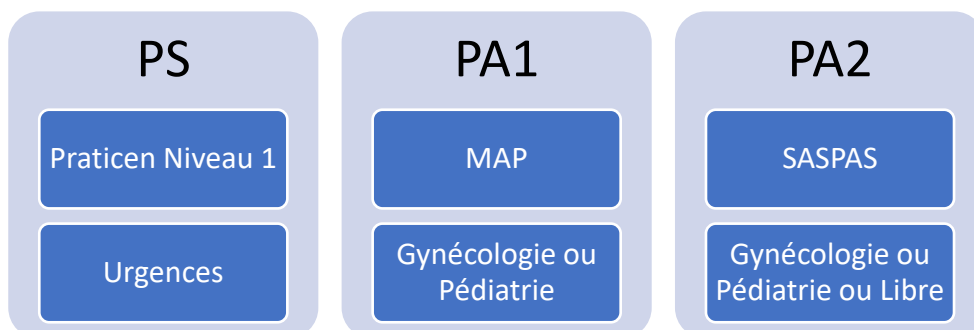 PS
Praticen Niveau 1
Urgences
PA1
MAP
Gynécologie ou
Pédiatrie
PA2
SASPAS
Gynécologie ou
Pédiatrie ou Libre